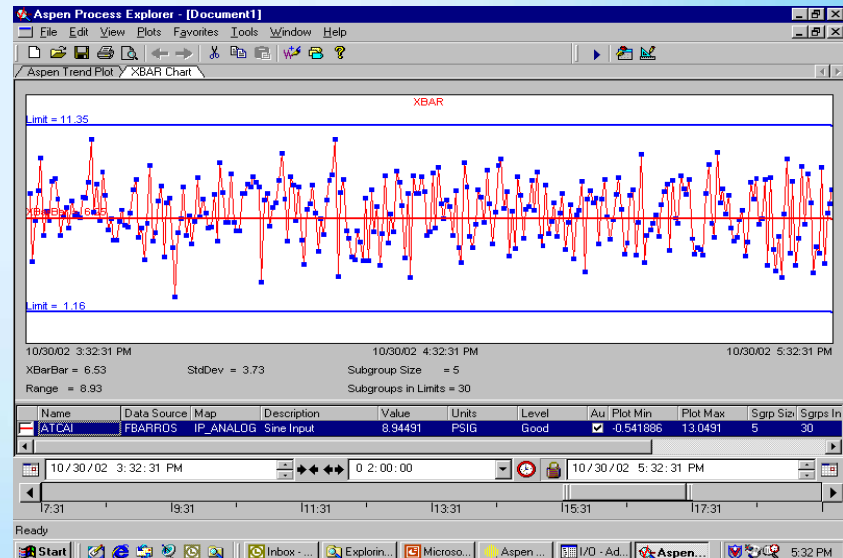 Aspen Process Explorer - [Document1]
File Edit View Plots Favorites Tools Window Help
Aspen Trend Plot XBAR Chart
XBAR
Limit = 11.35
Limit = 1.16
10/30/02 3:32:31 PM 10/30/02 4:32:31 PM 10/30/02 5:32:31 PM
XBarBar = 6.53 StdDev = 3.73 Subgroup Size = 5
Range = 8.93 Subgroups in Limits = 30
Name Data Source Map Description Value Units Level Au Plot Min Plot Max Sgrp Siz Sgrps In
ATCAI FBARROS IP_ANALOG Sine Input 8.94491 PSIG Good -0.541886 13.0491 5 30
10/30/02 3:32:31 PM 0 2:00:00 10/30/02 5:32:31 PM
7:31 9:31 11:31 13:31 15:31 17:31
Ready
Start Inbox - ... Explorin... Microso... Aspen ... I/O - Ad... Aspen... 5:32 PM